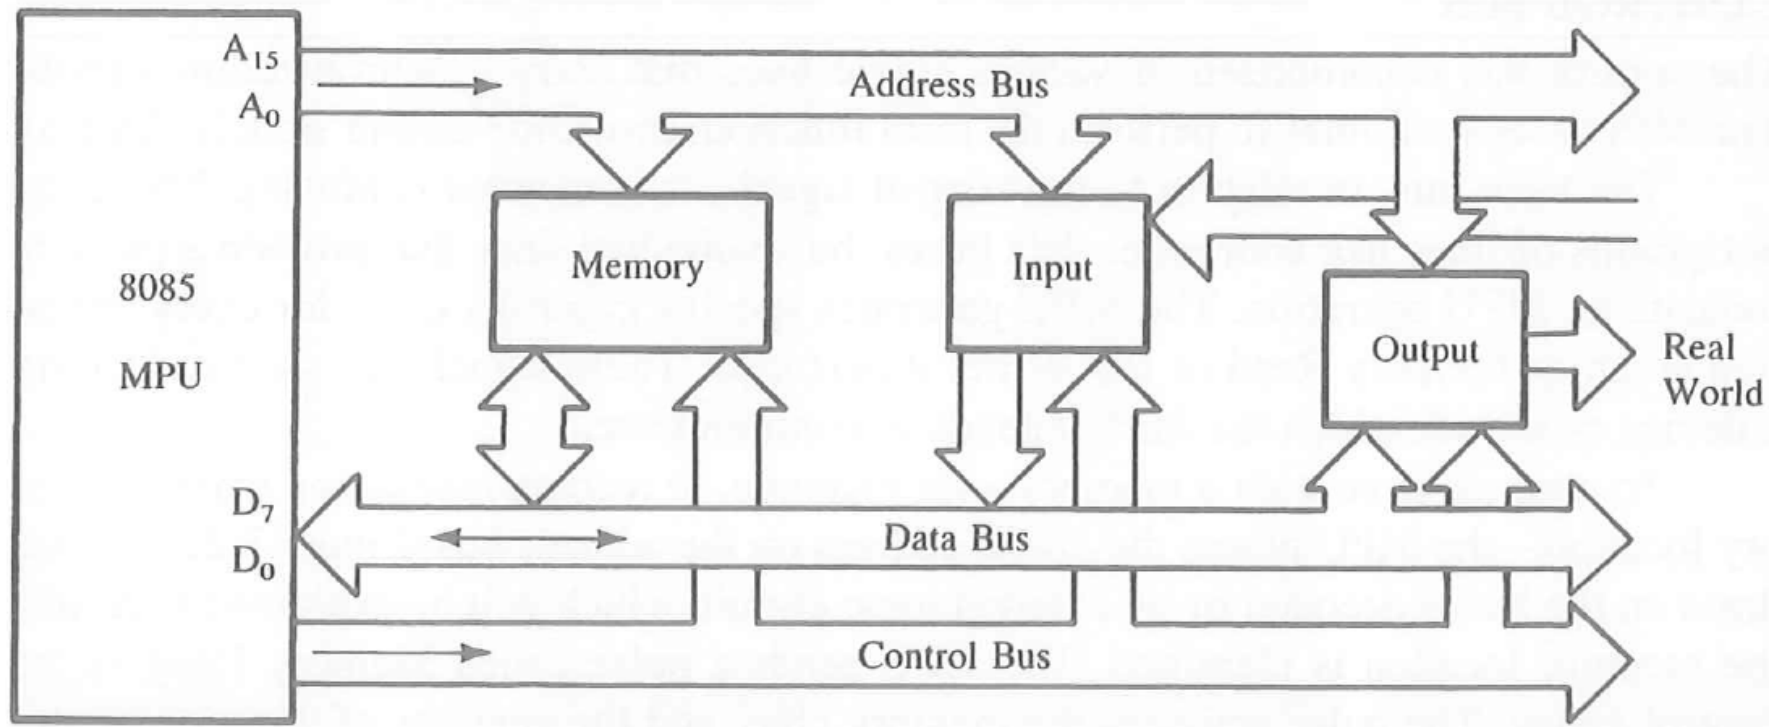 A15
Address Bus
A0
8085
MPU
Memory
Input
Output
Real
World
D7
Data Bus
D0
Control Bus